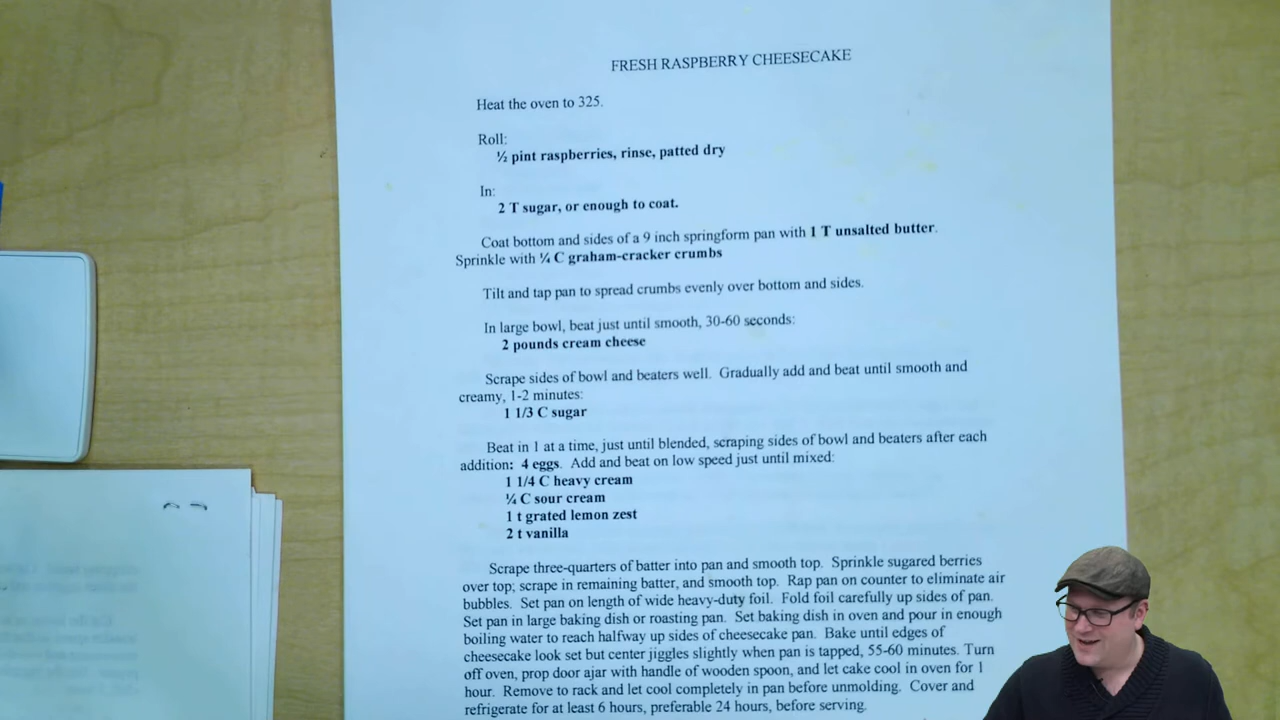 FRESH RASPBERRY CHEESECAKE
Heat the oven to 325.
Roll:
½ pint raspberries, rinse, patted dry
In:
2 T sugar, or enough to coat.
Coat bottom and sides of a 9 inch springform pan with 1 T unsalted butter.
Sprinkle with ¼ C graham-cracker crumbs
Tilt and tap pan to spread crumbs evenly over bottom and sides.
In large bowl, beat just until smooth, 30-60 seconds:
2 pounds cream cheese
Scrape sides of bowl and beaters well. Gradually add and beat until smooth and
creamy, 1-2 minutes:
1 1/3 C sugar
Beat in 1 at a time, just until blended, scraping sides of bowl and beaters after each
addition: 4 eggs. Add and beat on low speed just until mixed:
1 1/4 C heavy cream
¼ C sour cream
1 t grated lemon zest
2 t vanilla
Scrape three-quarters of batter into pan and smooth top. Sprinkle sugared berries
over top; scrape in remaining batter, and smooth top. Rap pan on counter to eliminate air
bubbles. Set pan on length of wide heavy-duty foil. Fold foil carefully up sides of pan.
Set pan in large baking dish or roasting pan. Set baking dish in oven and pour in enough
boiling water to reach halfway up sides of cheesecake pan. Bake until edges of
cheesecake look set but center jiggles slightly when pan is tapped, 55-60 minutes. Turn
off oven, prop door ajar with handle of wooden spoon, and let cake cool in oven for 1
hour. Remove to rack and let cool completely in pan before unmolding. Cover and
refrigerate for at least 6 hours, preferable 24 hours, before serving.